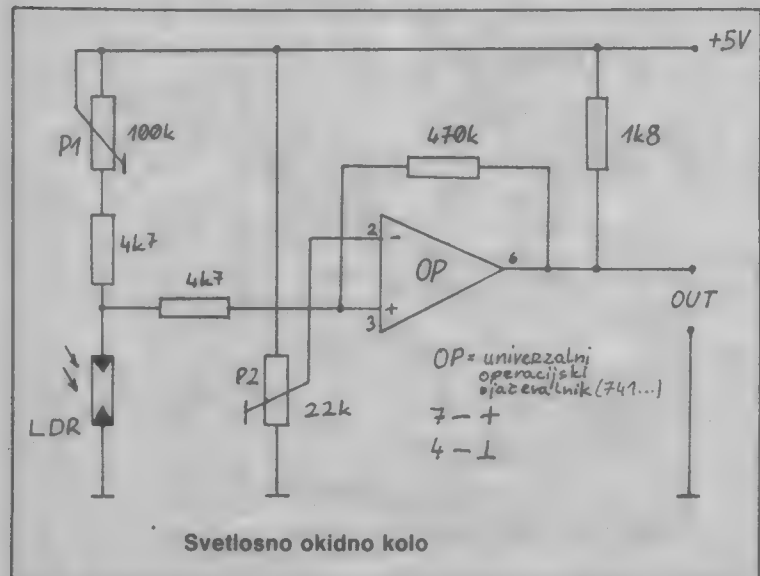 +5V
P1
100k
470k
1k8
4k7
4k7
2
-
OP
6
+
3
OUT
P2
22k
LDR
OP = univerzalni
operacijski
ojačevalnik (741...)
7 - +
4 - ⊥
Svetlosno okidno kolo